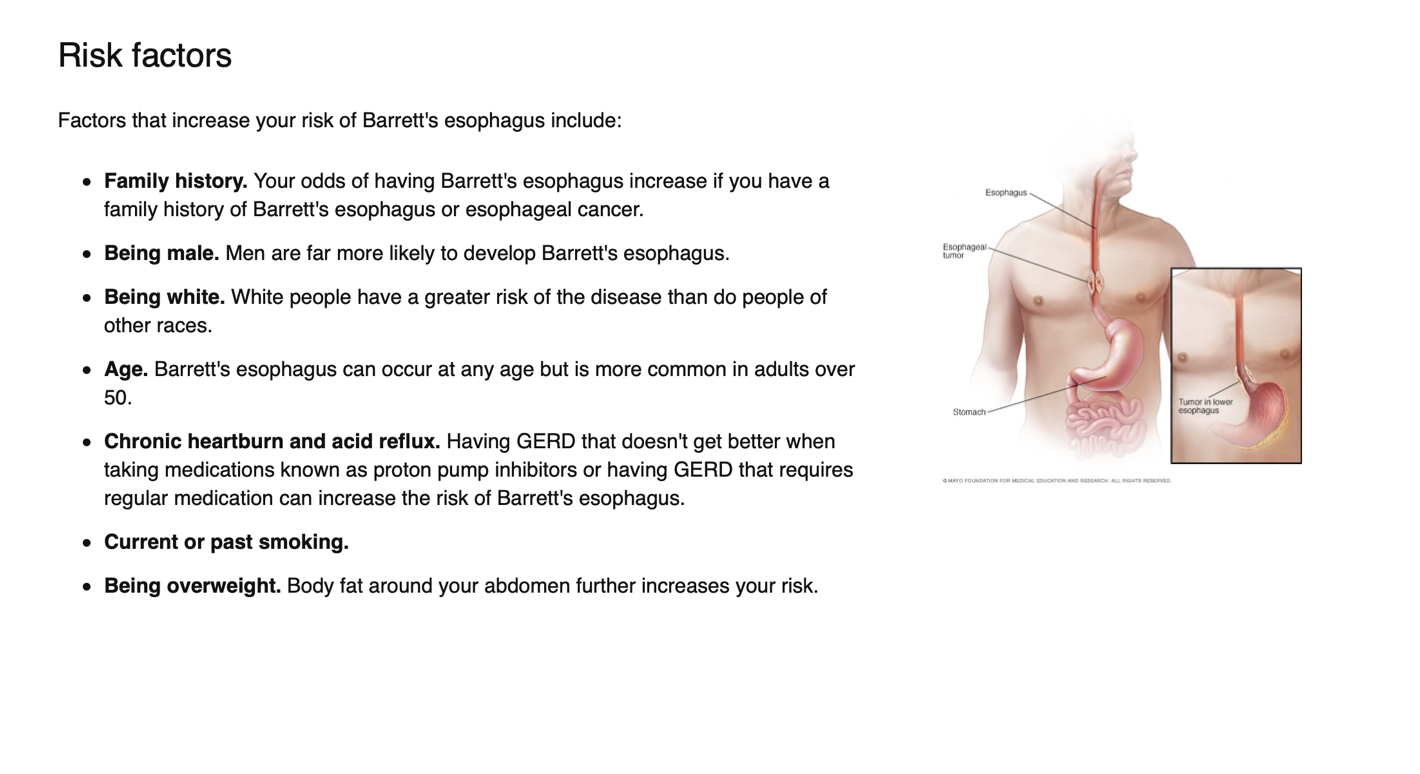 Risk factors
Factors that increase your risk of Barrett's esophagus include:
• Family history. Your odds of having Barrett's esophagus increase if you have a
family history of Barrett's esophagus or esophageal cancer.
• Being male. Men are far more likely to develop Barrett's esophagus.
• Being white. White people have a greater risk of the disease than do people of
other races.
• Age. Barrett's esophagus can occur at any age but is more common in adults over
50.
• Chronic heartburn and acid reflux. Having GERD that doesn't get better when
taking medications known as proton pump inhibitors or having GERD that requires
regular medication can increase the risk of Barrett's esophagus.
• Current or past smoking.
• Being overweight. Body fat around your abdomen further increases your risk.
Esophagus
Esophageal
tumor
Stomach
Tumor in lower
esophagus
© MAYO FOUNDATION FOR MEDICAL EDUCATION AND RESEARCH. ALL RIGHTS RESERVED.